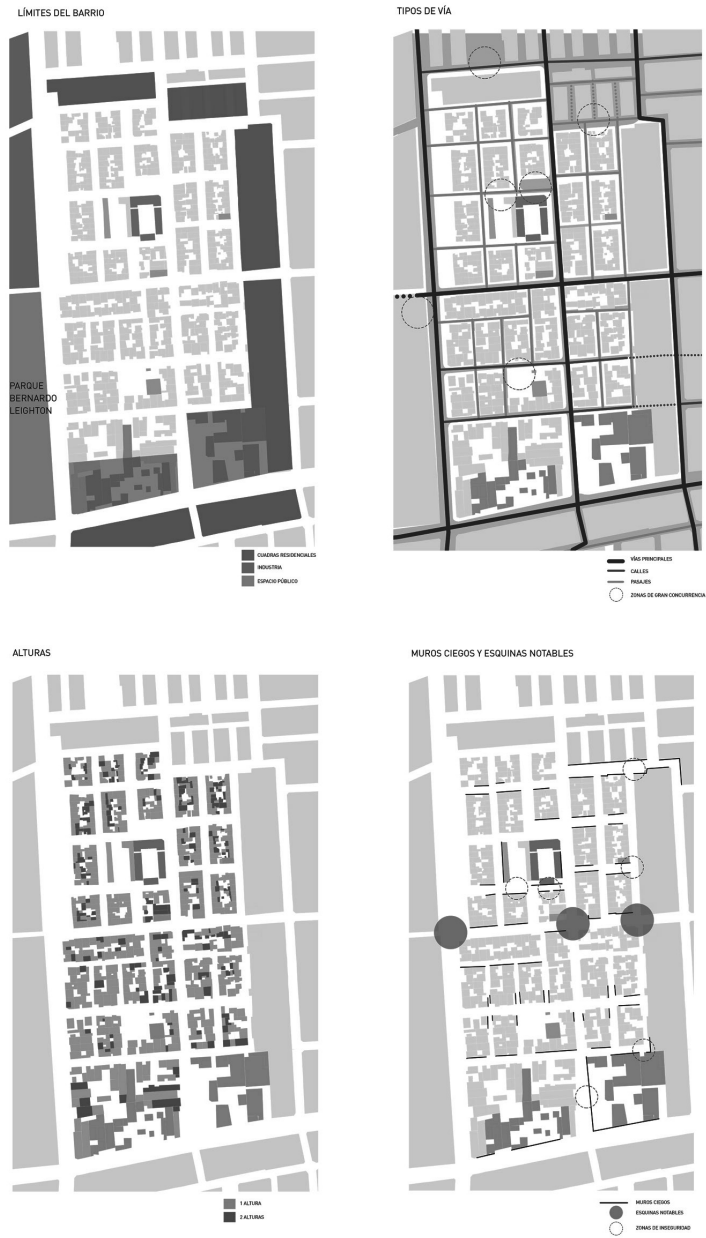 LÍMITES DEL BARRIO
PARQUE
BERNARDO
LEIGHTON
CUADRAS RESIDENCIALES
INDUSTRIA
ESPACIO PÚBLICO
TIPOS DE VÍA
VÍAS PRINCIPALES
CALLES
PASAJES
ZONAS DE GRAN CONCURRENCIA
ALTURAS
1 ALTURA
2 ALTURAS
MUROS CIEGOS Y ESQUINAS NOTABLES
MUROS CIEGOS
ESQUINAS NOTABLES
ZONAS DE INSEGURIDAD